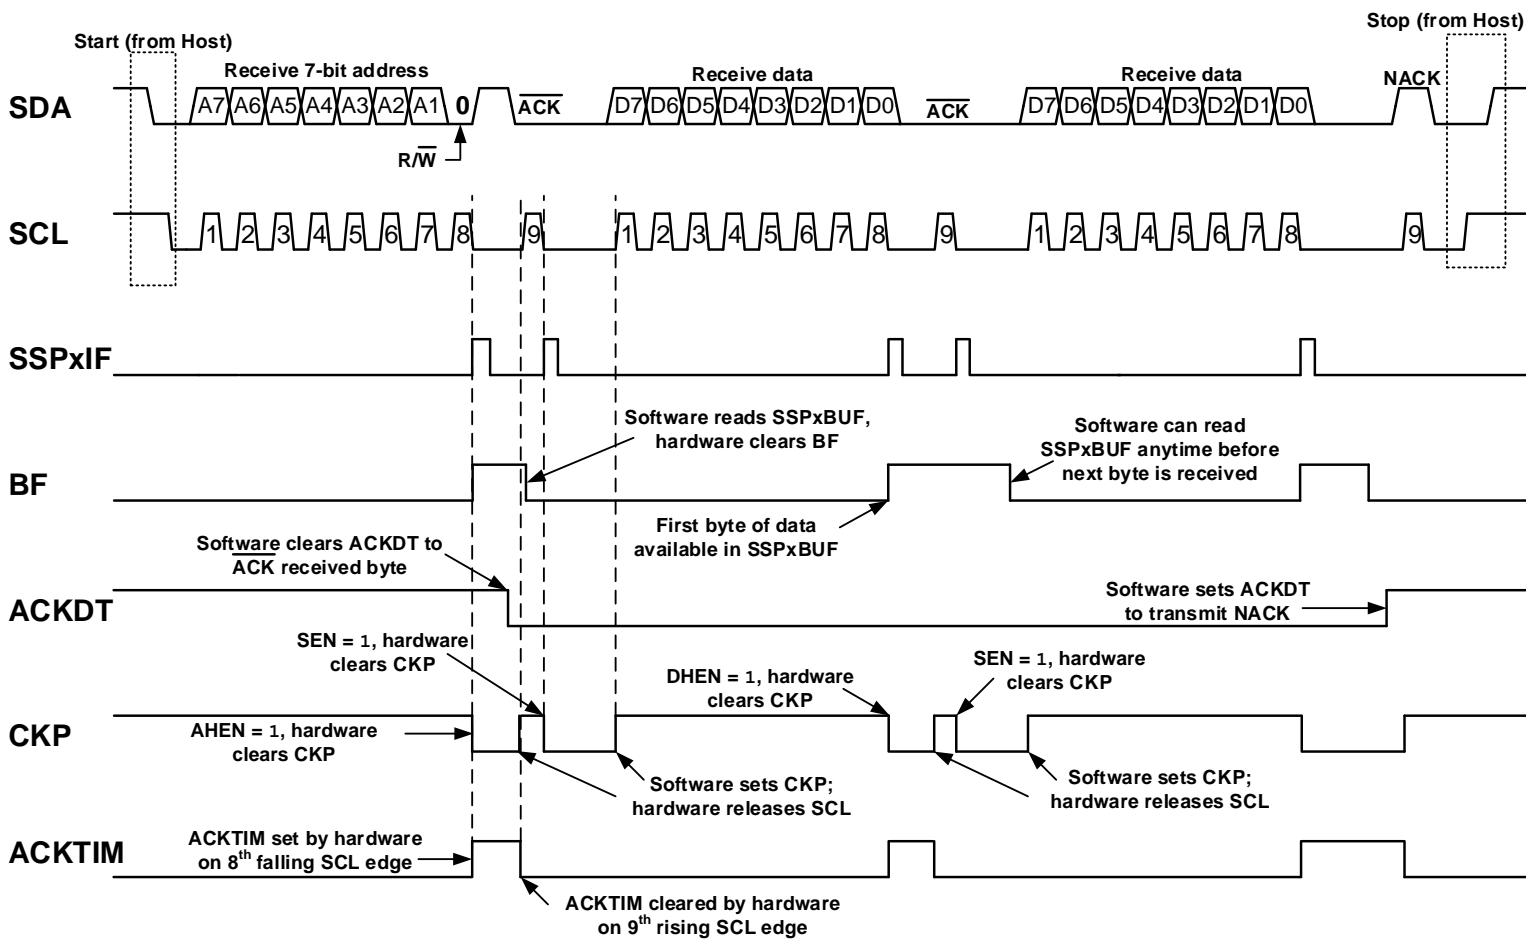 Stop (from Host)
Start (from Host)
Receive 7-bit address
Receive data
Receive data
NACK
SDA
A7 A6 A5 A4 A3 A2 A1 0 ACK D7 D6 D5 D4 D3 D2 D1 D0 ACK D7 D6 D5 D4 D3 D2 D1 D0
R/W
SCL
1 2 3 4 5 6 7 8 9 1 2 3 4 5 6 7 8 9 1 2 3 4 5 6 7 8 9
SSPxIF
Software reads SSPxBUF,
hardware clears BF
Software can read
SSPxBUF anytime before
next byte is received
BF
First byte of data
available in SSPxBUF
Software clears ACKDT to
ACK received byte
ACKDT
Software sets ACKDT
to transmit NACK
SEN = 1, hardware
clears CKP
DHEN = 1, hardware
clears CKP
SEN = 1, hardware
clears CKP
CKP
AHEN = 1, hardware
clears CKP
Software sets CKP;
hardware releases SCL
Software sets CKP;
hardware releases SCL
ACKTIM
ACKTIM set by hardware
on 8th falling SCL edge
ACKTIM cleared by hardware
on 9th rising SCL edge